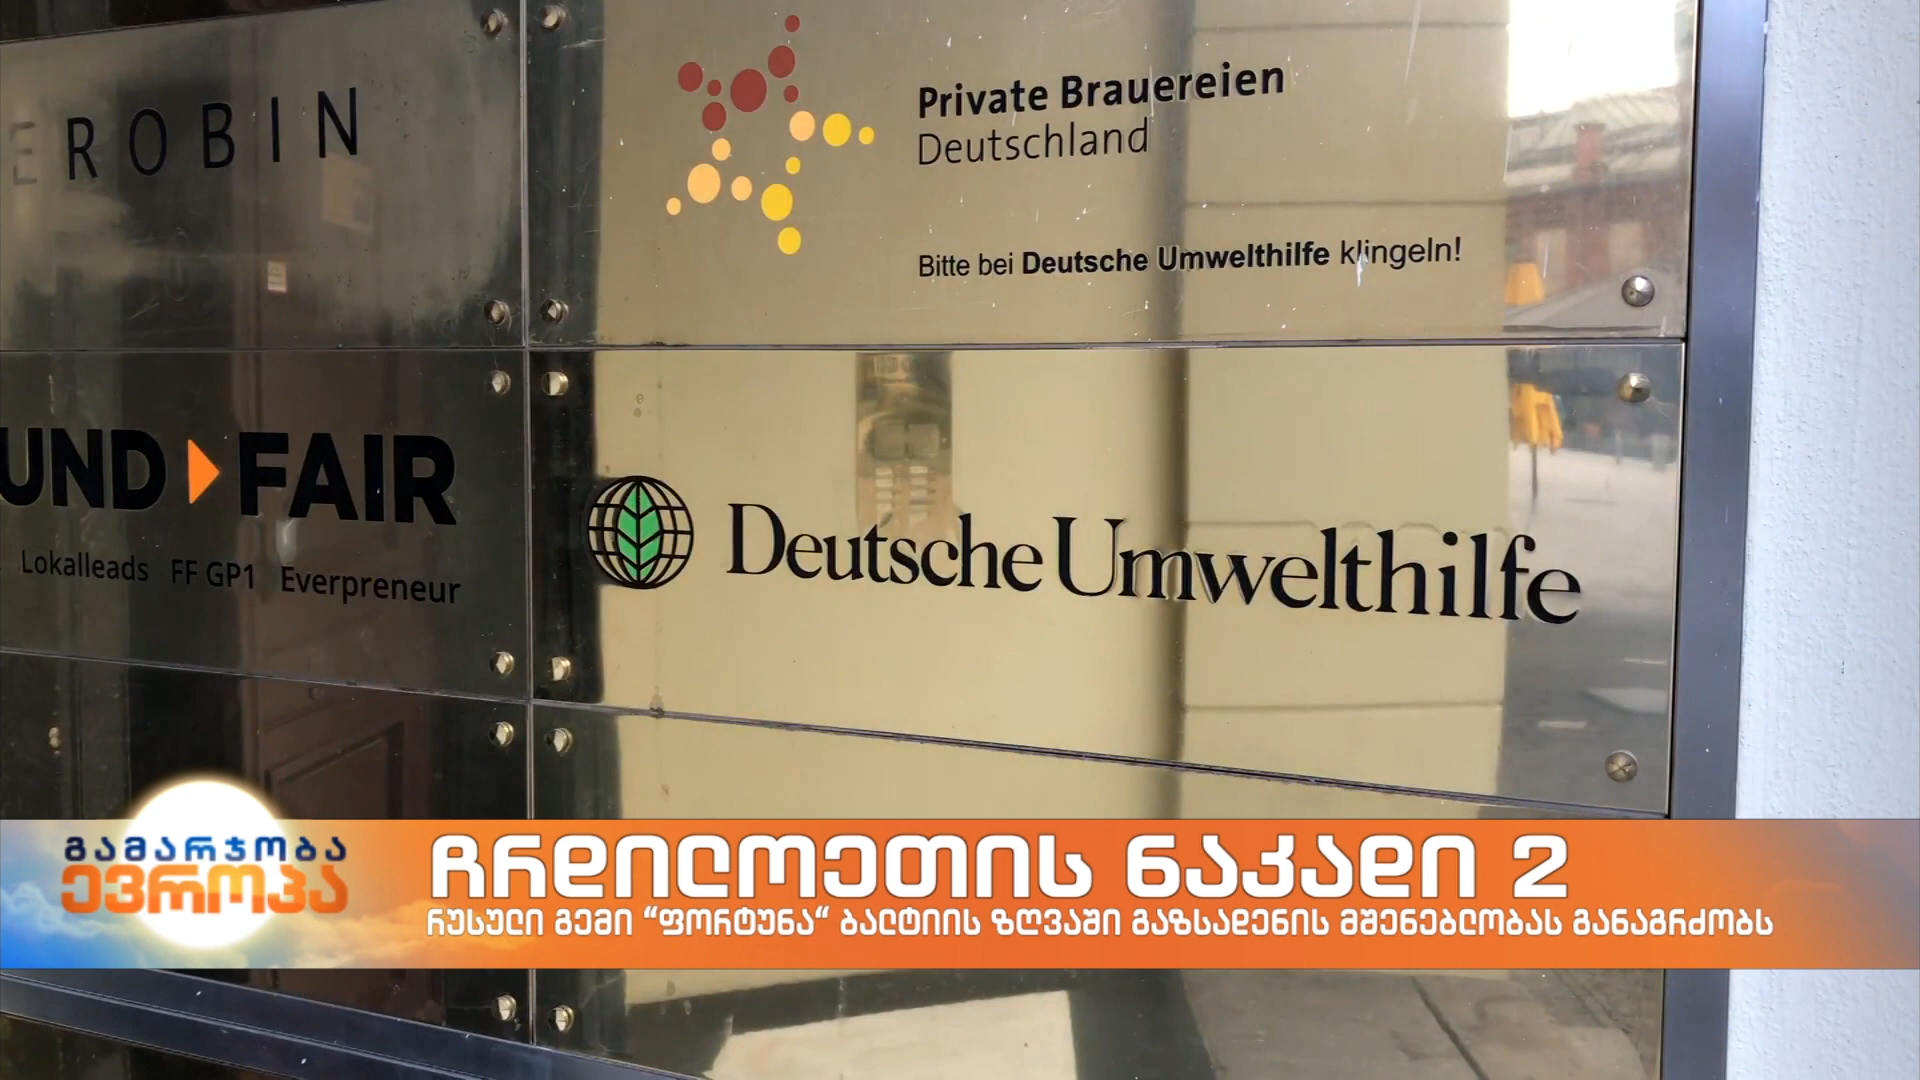 EROBIN
Private Brauereien
Deutschland
Bitte bei Deutsche Umwelthilfe klingeln!
UND FAIR
Lokalleads FF GP1 Everpreneur
Deutsche Umwelthilfe
გამარჯობა
ევროპა
ჩრდილოეთის ნაკადი 2
რუსული გემი “ფორტუნა“ ბალტიის ზღვაში გაზსადენის მშენებლობას განაგრძობს